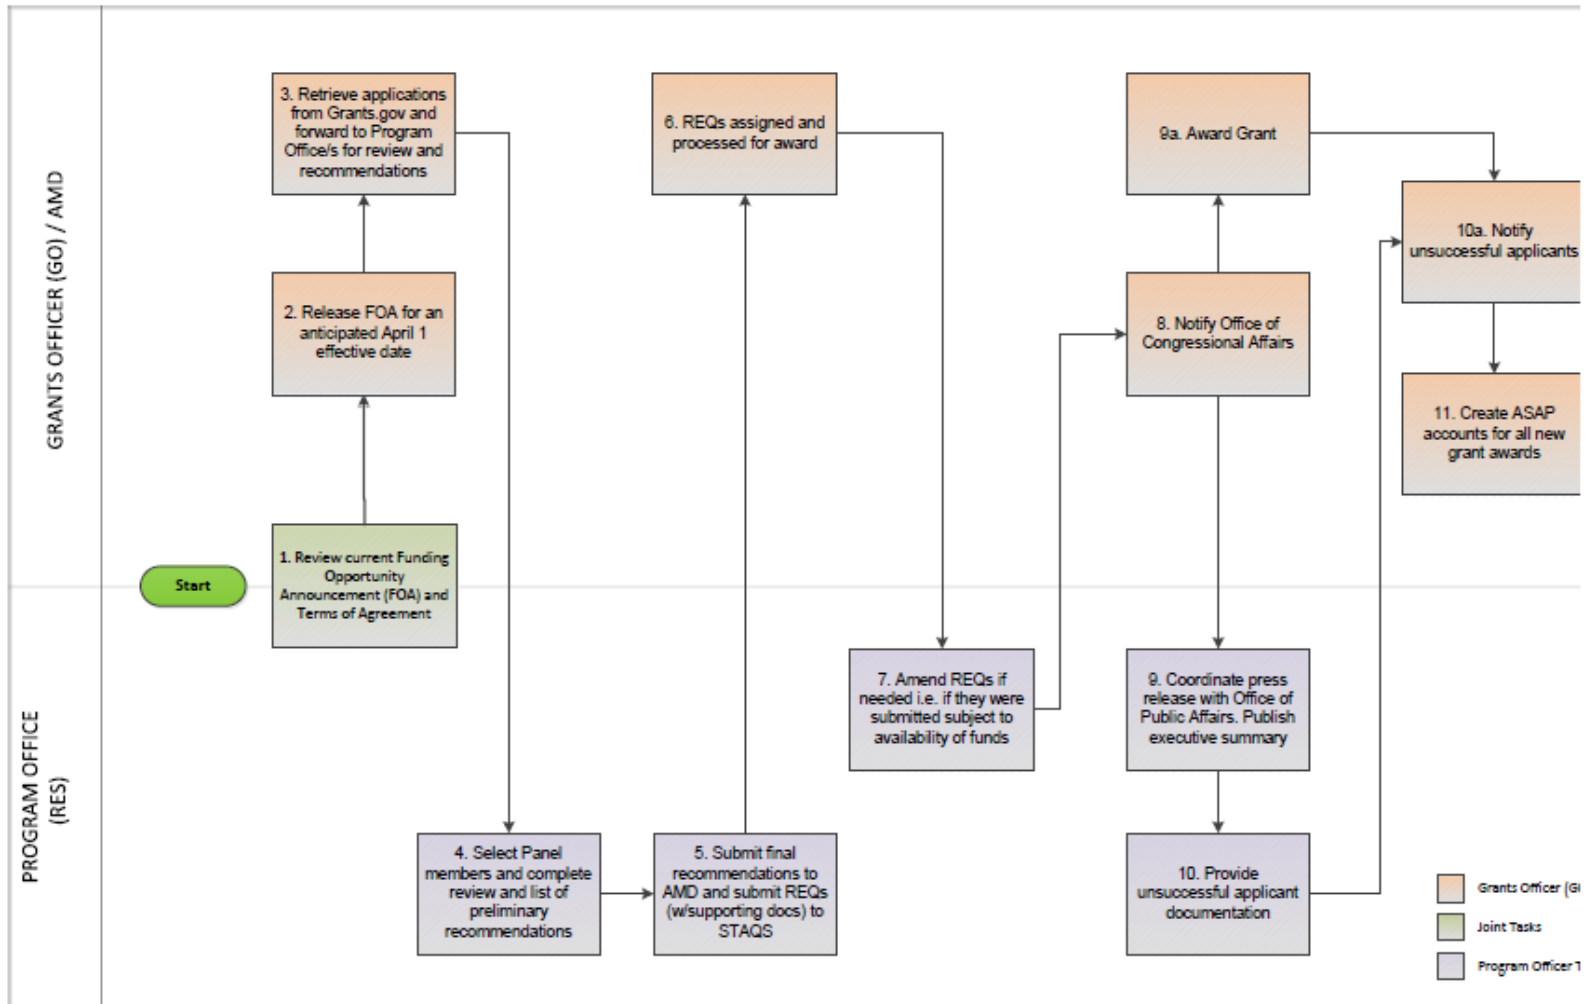 GRANTS OFFICER (GO) / AMD
3. Retrieve applications
from Grants.gov and
forward to Program
Office/s for review and
recommendations
6. REQs assigned and
processed for award
9a. Award Grant
10a. Notify
unsuccessful applicants
2. Release FOA for an
anticipated April 1
effective date
8. Notify Office of
Congressional Affairs
11. Create ASAP
accounts for all new
grant awards
Start
1. Review current Funding
Opportunity
Announcement (FOA) and
Terms of Agreement
PROGRAM OFFICE
(RES)
7. Amend REQs if
needed i.e. if they were
submitted subject to
availability of funds
9. Coordinate press
release with Office of
Public Affairs. Publish
executive summary
4. Select Panel
members and complete
review and list of
preliminary
recommendations
5. Submit final
recommendations to
AMD and submit REQs
(w/supporting docs) to
STAQS
10. Provide
unsuccessful applicant
documentation
Grants Officer (G
Joint Tasks
Program Officer T